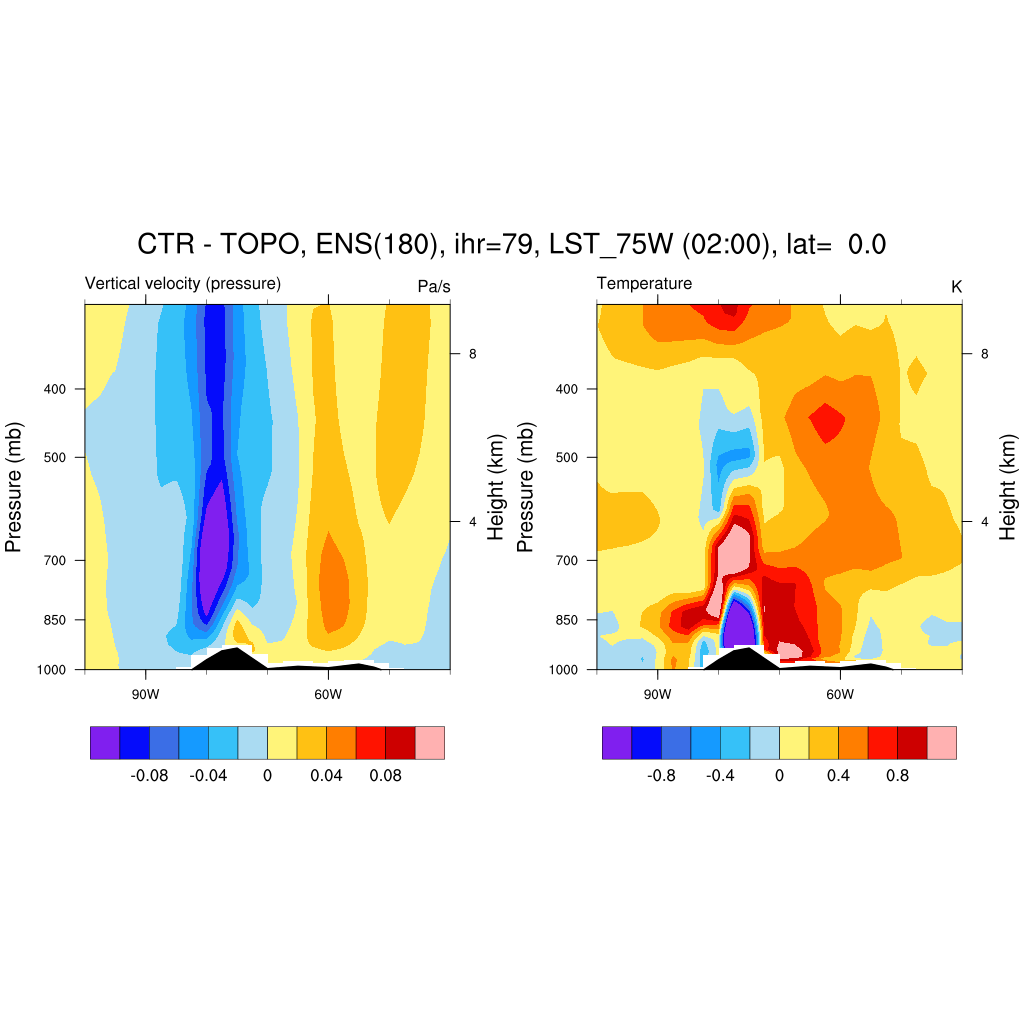 CTR - TOPO, ENS(180), ihr=79, LST_75W (02:00), lat=  0.0
Vertical velocity (pressure)
Pa/s
Temperature
K
Pressure (mb)
400
500
700
850
1000
8
4
Height (km)
90W
60W
Pressure (mb)
400
500
700
850
1000
8
4
Height (km)
90W
60W
-0.08 -0.04 0 0.04 0.08
-0.8 -0.4 0 0.4 0.8